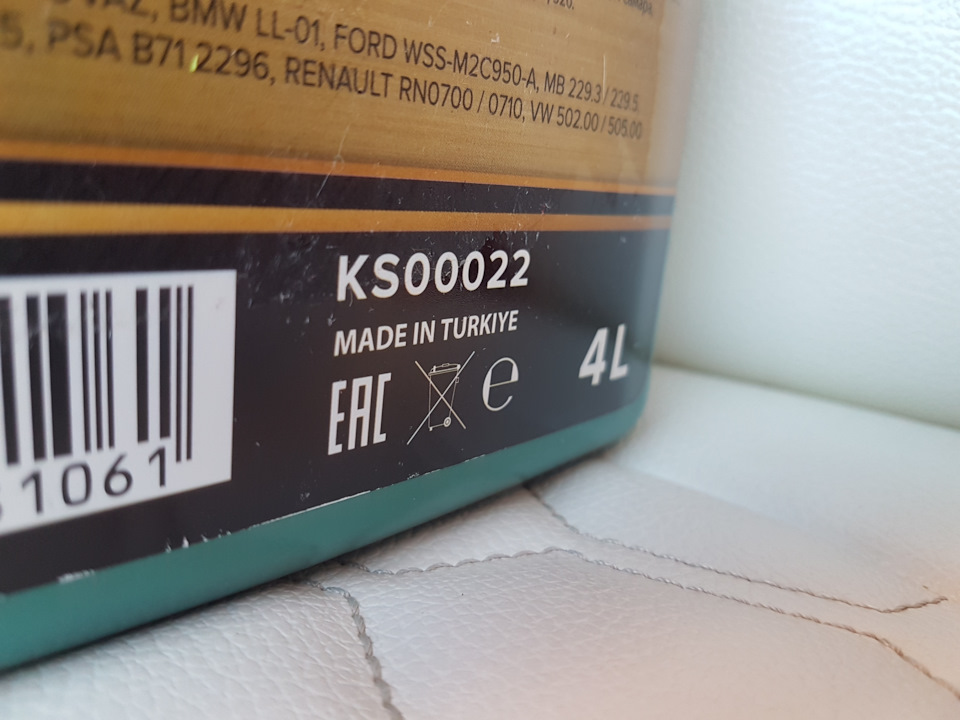 BMW LL-01, FORD WSS-M2C950-A, MB 229.3 / 229.5
PSA B71 2296, RENAULT RN0700 / 0710, VW 502.00 / 505.00
KS00022
MADE IN TURKIYE
EAC e 4L
1061